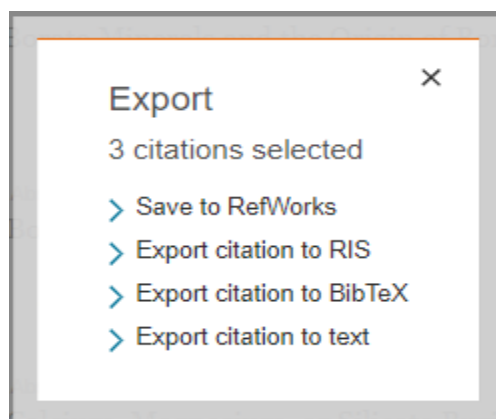 Export
3 citations selected
Save to RefWorks
Export citation to RIS
Export citation to BibTeX
Export citation to text